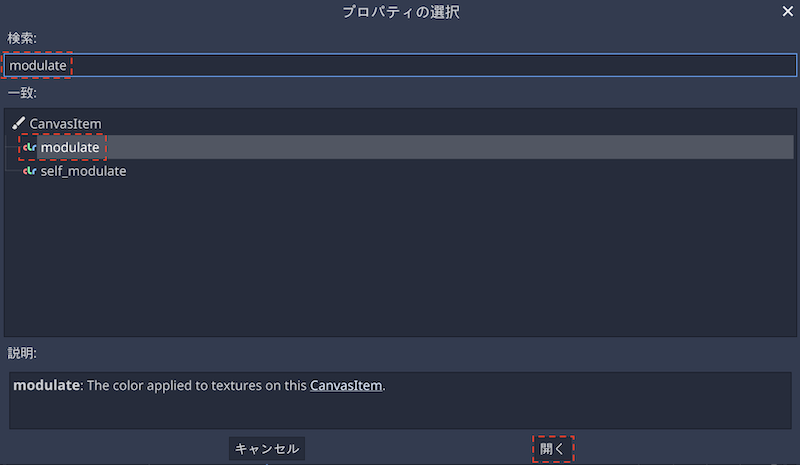 プロパティの選択
検索:
modulate
一致:
CanvasItem
clr modulate
clr self_modulate
説明:
modulate: The color applied to textures on this CanvasItem.
キャンセル 開く